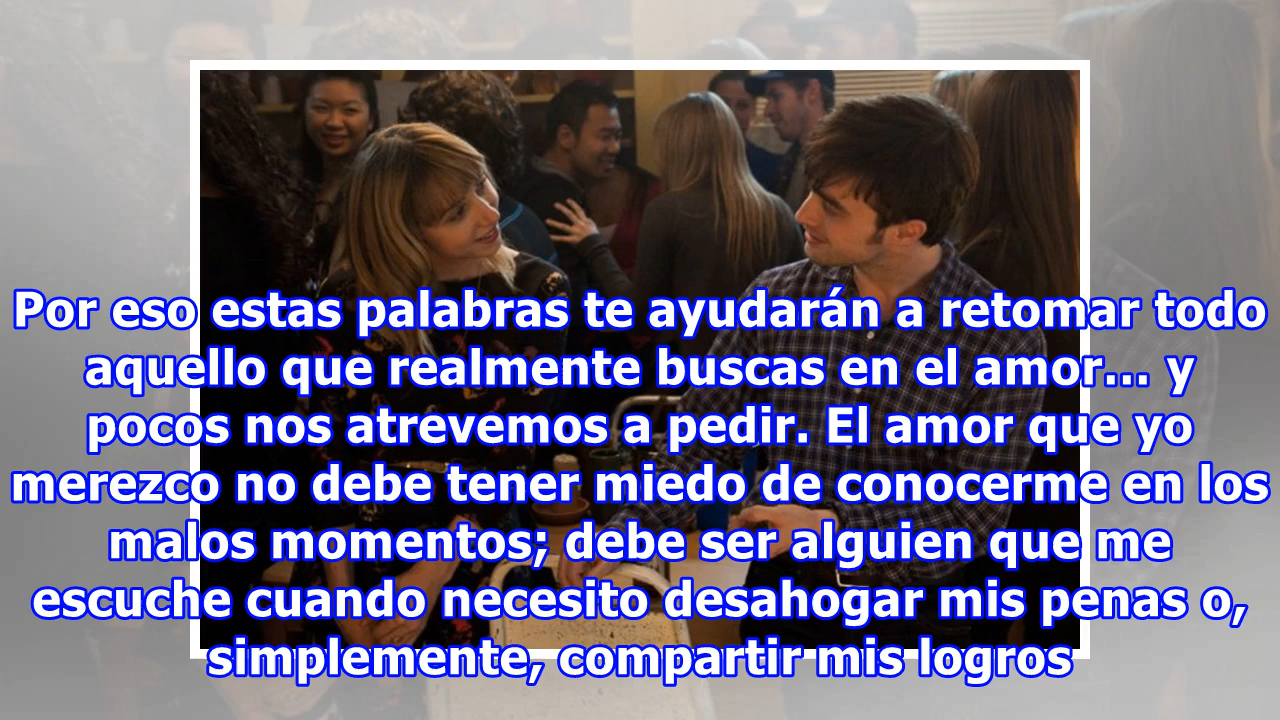 Por eso estas palabras te ayudarán a retomar todo
aquello que realmente buscas en el amor... y
pocos nos atrevemos a pedir. El amor que yo
merezco no debe tener miedo de conocerme en los
malos momentos; debe ser alguien que me
escuche cuando necesito desahogar mis penas o,
simplemente, compartir mis logros